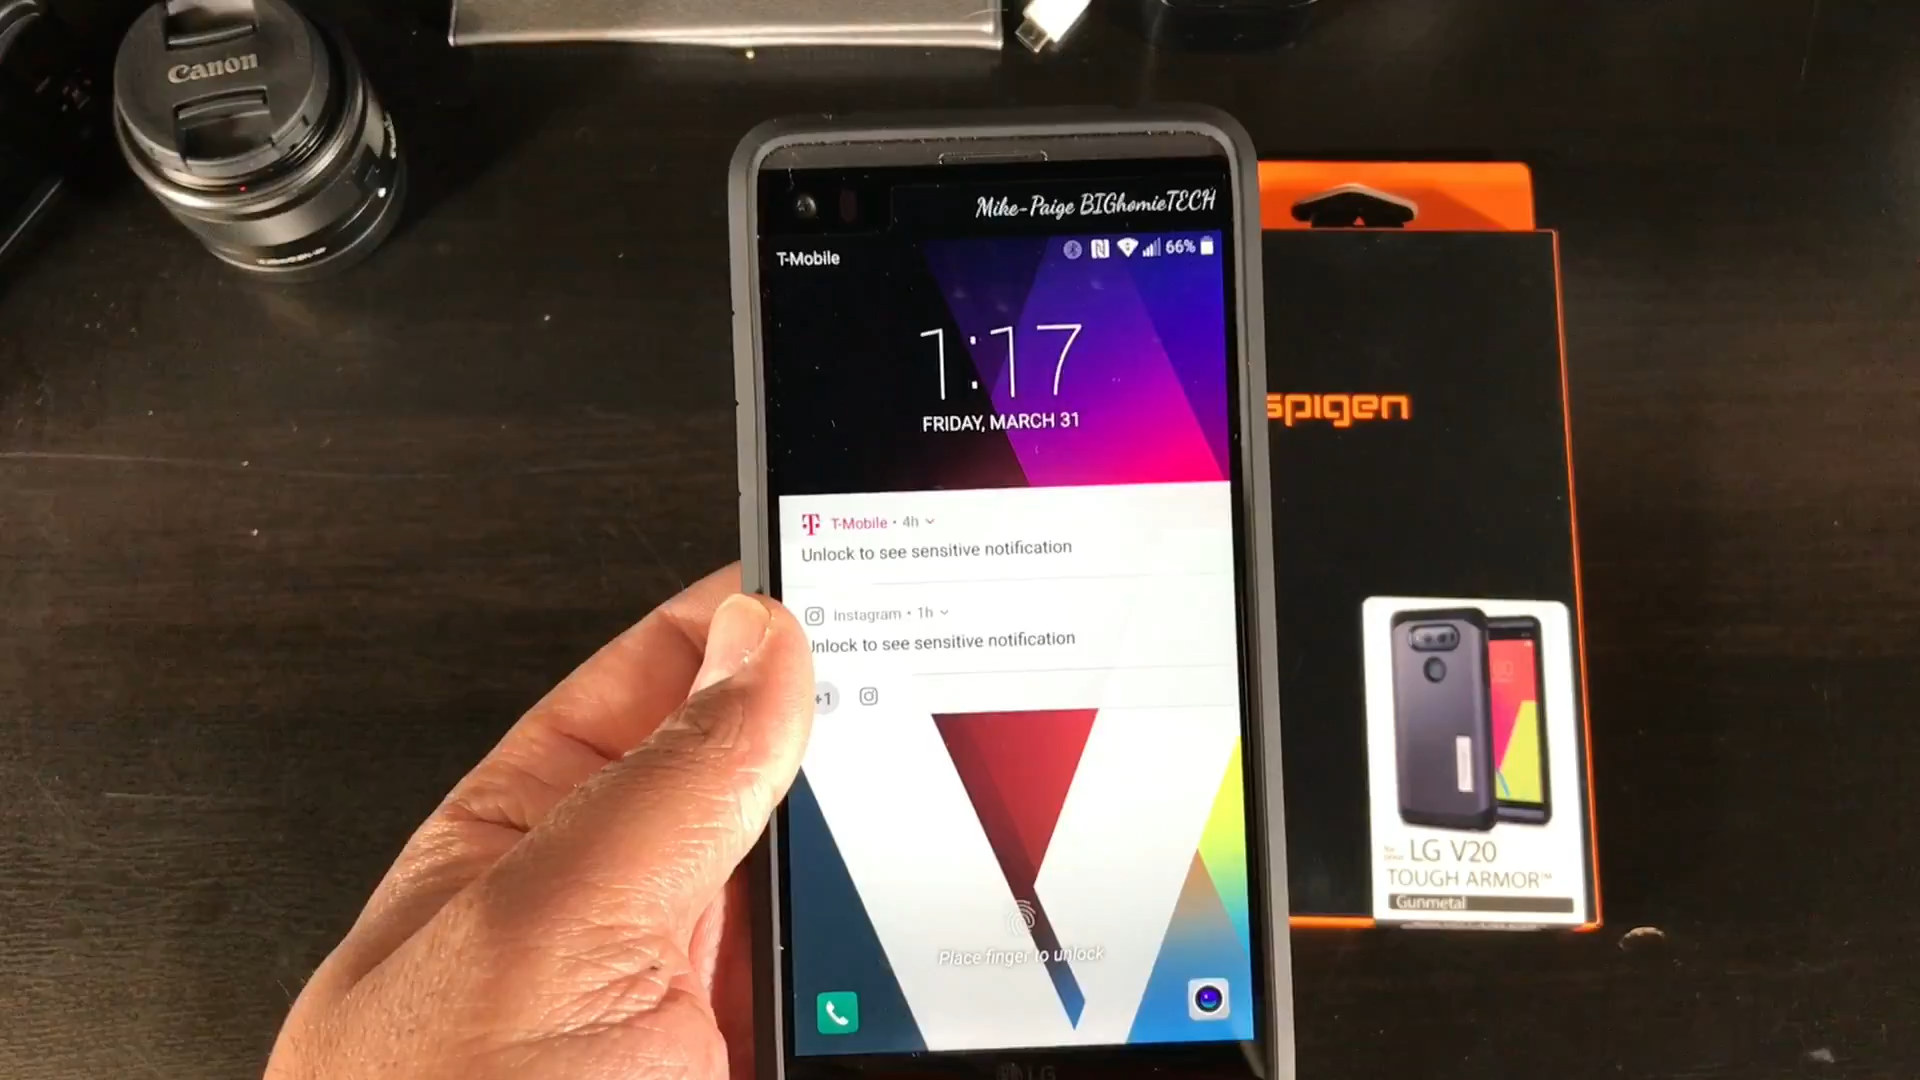 Canon
Mike-Paige BIGhomieTECH
T-Mobile
66%
1:17
FRIDAY, MARCH 31
T-Mobile • 4h
Unlock to see sensitive notification
Instagram • 1h
Unlock to see sensitive notification
+1
Place finger to unlock
LG
spigen
LG V20
TOUGH ARMOR™
Gunmetal